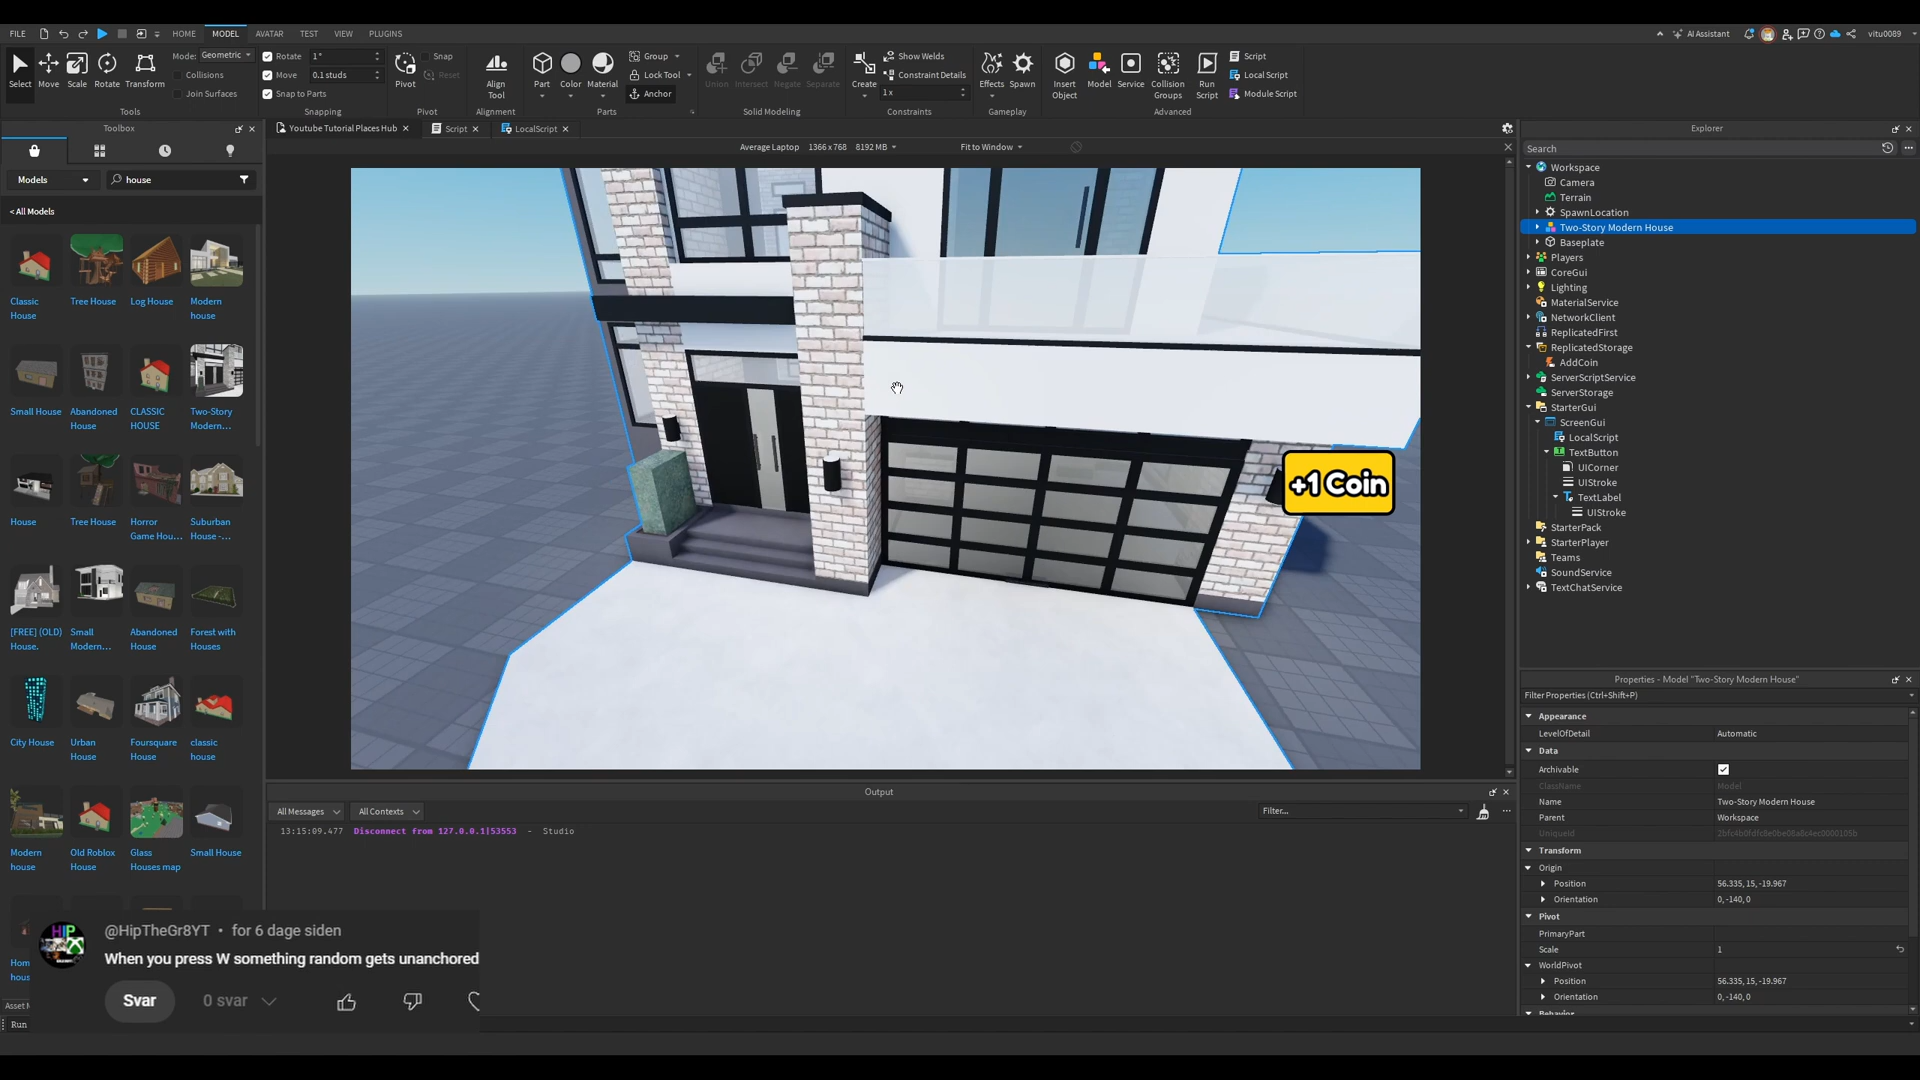 FILE
HOME
MODEL
AVATAR
TEST
VIEW
PLUGINS
AI Assistant
vitu0089
Select
Move
Scale
Rotate
Transform
Mode: Geometric
Collisions
Join Surfaces
Tools
Rotate 1 °
Move 0.1 studs
Snap to Parts
Snapping
Pivot
Snap
Reset
Pivot
Align Tool
Alignment
Part
Color
Material
Group
Lock Tool
Anchor
Parts
Union
Intersect
Negate
Separate
Solid Modeling
Create
Show Welds
Constraint Details
1 x
Constraints
Effects
Spawn
Gameplay
Insert Object
Model
Service
Collision Groups
Run Script
Script
Local Script
Module Script
Advanced
Toolbox
Models
house
< All Models
Classic House
Tree House
Log House
Modern house
Small House
Abandoned House
CLASSIC HOUSE
Two-Story Modern...
House
Tree House
Horror Game Hou...
Suburban House -...
[FREE] (OLD) House.
Small Modern...
Abandoned House
Forest with Houses
City House
Urban House
Foursquare House
classic house
Modern house
Old Roblox House
Glass Houses map
Small House
Youtube Tutorial Places Hub
Script
LocalScript
Average Laptop 1366 x 768 8192 MB
Fit to Window
+1 Coin
Output
All Messages
All Contexts
Filter...
13:15:09.477 Disconnect from 127.0.0.1|53553 - Studio
Explorer
Search
Workspace
Camera
Terrain
SpawnLocation
Two-Story Modern House
Baseplate
Players
CoreGui
Lighting
MaterialService
NetworkClient
ReplicatedFirst
ReplicatedStorage
AddCoin
ServerScriptService
ServerStorage
StarterGui
ScreenGui
LocalScript
TextButton
UICorner
UIStroke
TextLabel
UIStroke
StarterPack
StarterPlayer
Teams
SoundService
TextChatService
Properties - Model "Two-Story Modern House"
Filter Properties (Ctrl+Shift+P)
Appearance
LevelOfDetail Automatic
Data
Archivable
ClassName Model
Name Two-Story Modern House
Parent Workspace
UniqueId
Transform
Origin
Position 56.335, 15, -19.967
Orientation 0, -140, 0
Pivot
PrimaryPart
Scale 1
WorldPivot
Position 56.335, 15, -19.967
Orientation 0, -140, 0
Behavior
@HipTheGr8YT • for 6 dage siden
When you press W something random gets unanchored
Svar
0 svar
Run